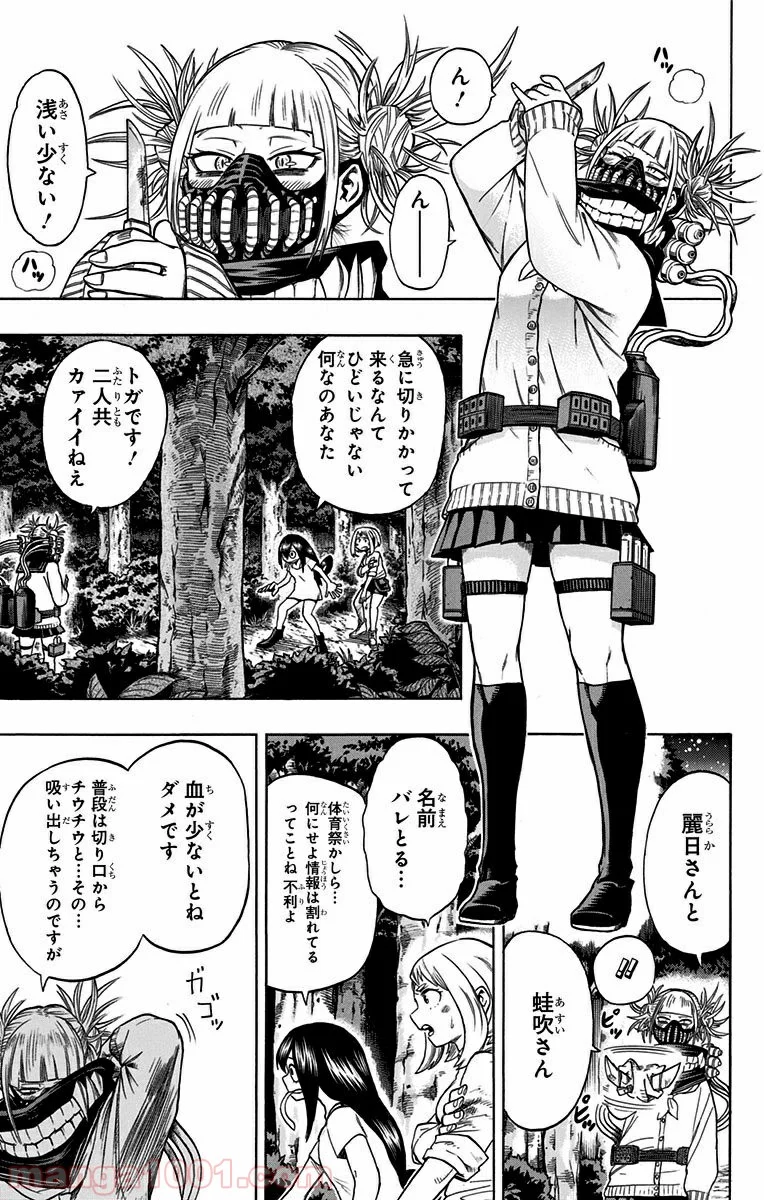 ん！
ん
━
浅い少ない！
ハッ
ハッ
急に切りかかって
来るなんて
ひどいじゃない
何なのあなた
トガです！
二人共
カァイイねえ
麗日さんと
蛙吹さん
!!
ピッ
ピッ
名前
バレとる…
体育祭かしら…
何にせよ情報は割れてる
ってことね 不利よ
血が少ないとね
ダメです
普段は切り口から
チウチウと…その…
吸い出しちゃうのですが
ガゴッ
manga1001.com